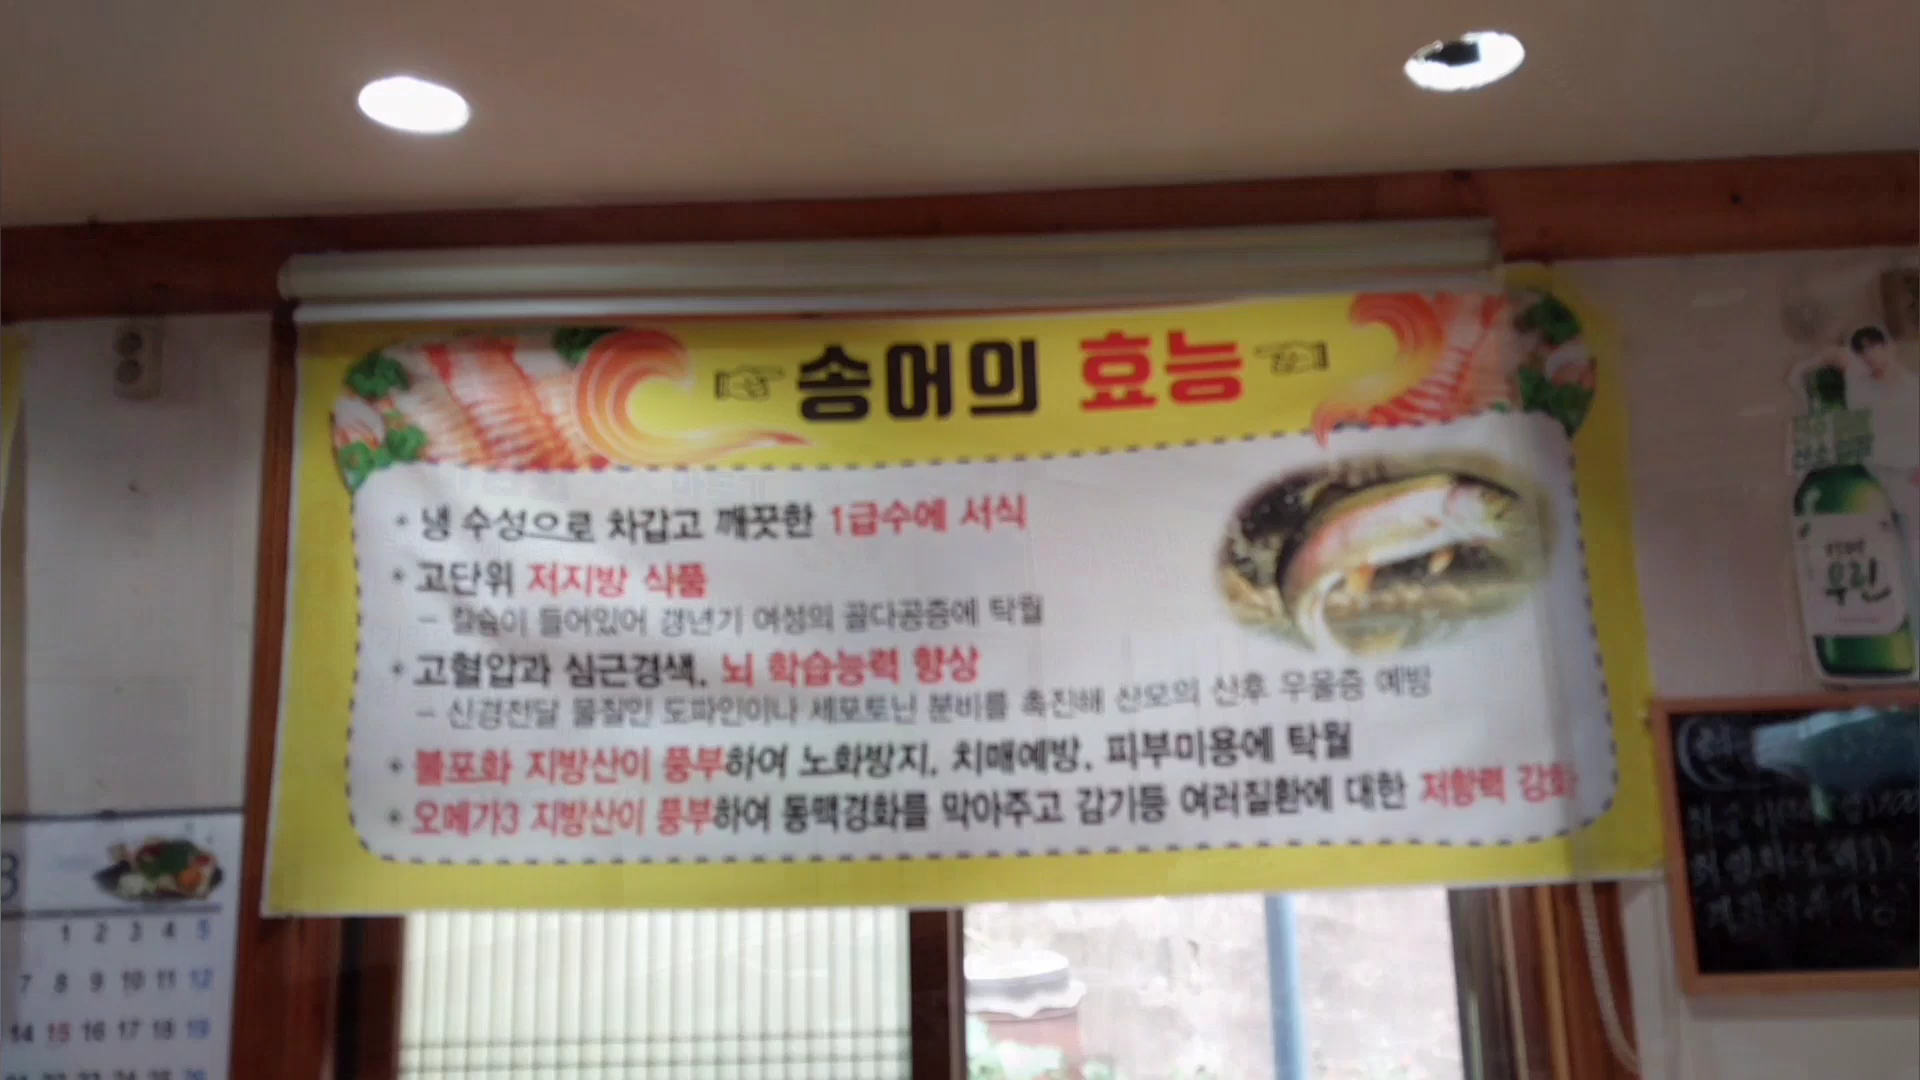 송어의 효능
* 냉 수성으로 차갑고 깨끗한 1급수에 서식
* 고단위 저지방 식품
- 칼슘이 들어있어 갱년기 여성의 골다공증에 탁월
* 고혈압과 심근경색, 뇌 학습능력 향상
- 신경전달 물질인 도파인이나 세포토닌 분비를 촉진해 산모의 산후 우울증 예방
* 불포화 지방산이 풍부하여 노화방지, 치매예방, 피부미용에 탁월
* 오메가3 지방산이 풍부하여 동맥경화를 막아주고 감기등 여러질환에 대한 저항력 강화
우린
1 2 3 4 5
7 8 9 10 11 12
14 15 16 17 18 19